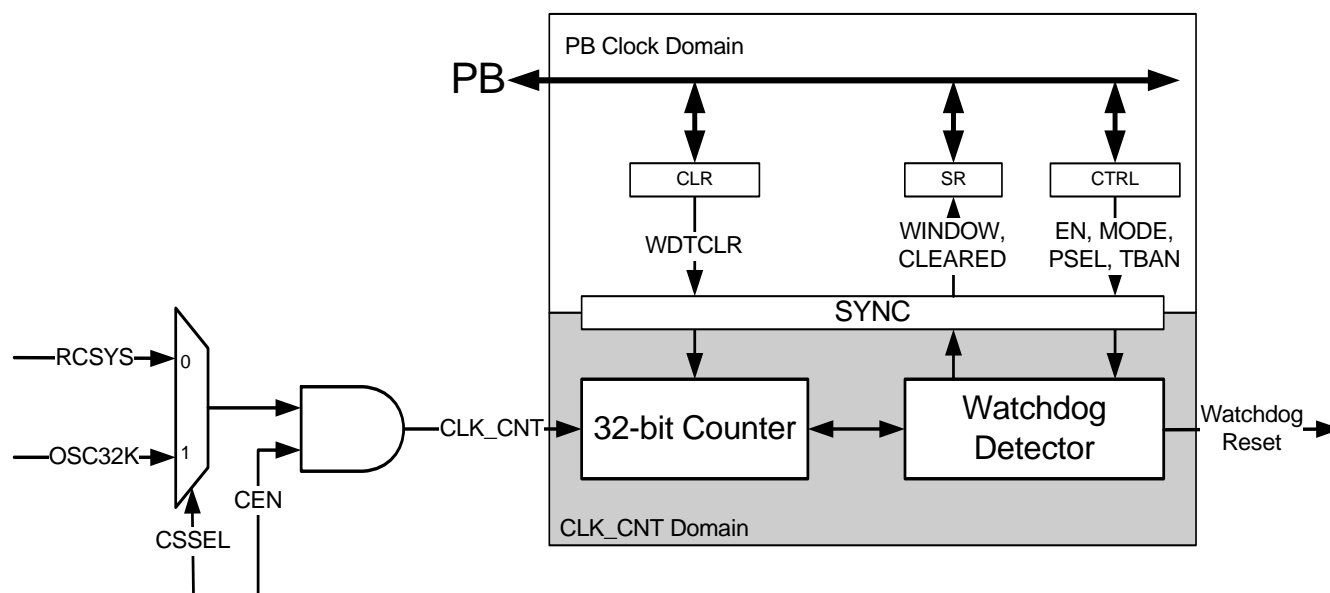 PB Clock Domain
PB
CLR
SR
CTRL
WDTCLR
WINDOW,
CLEARED
EN, MODE,
PSEL, TBAN
SYNC
RCSYS
0
OSC32K
1
CSSEL
CEN
CLK_CNT
32-bit Counter
Watchdog
Detector
Watchdog
Reset
CLK_CNT Domain